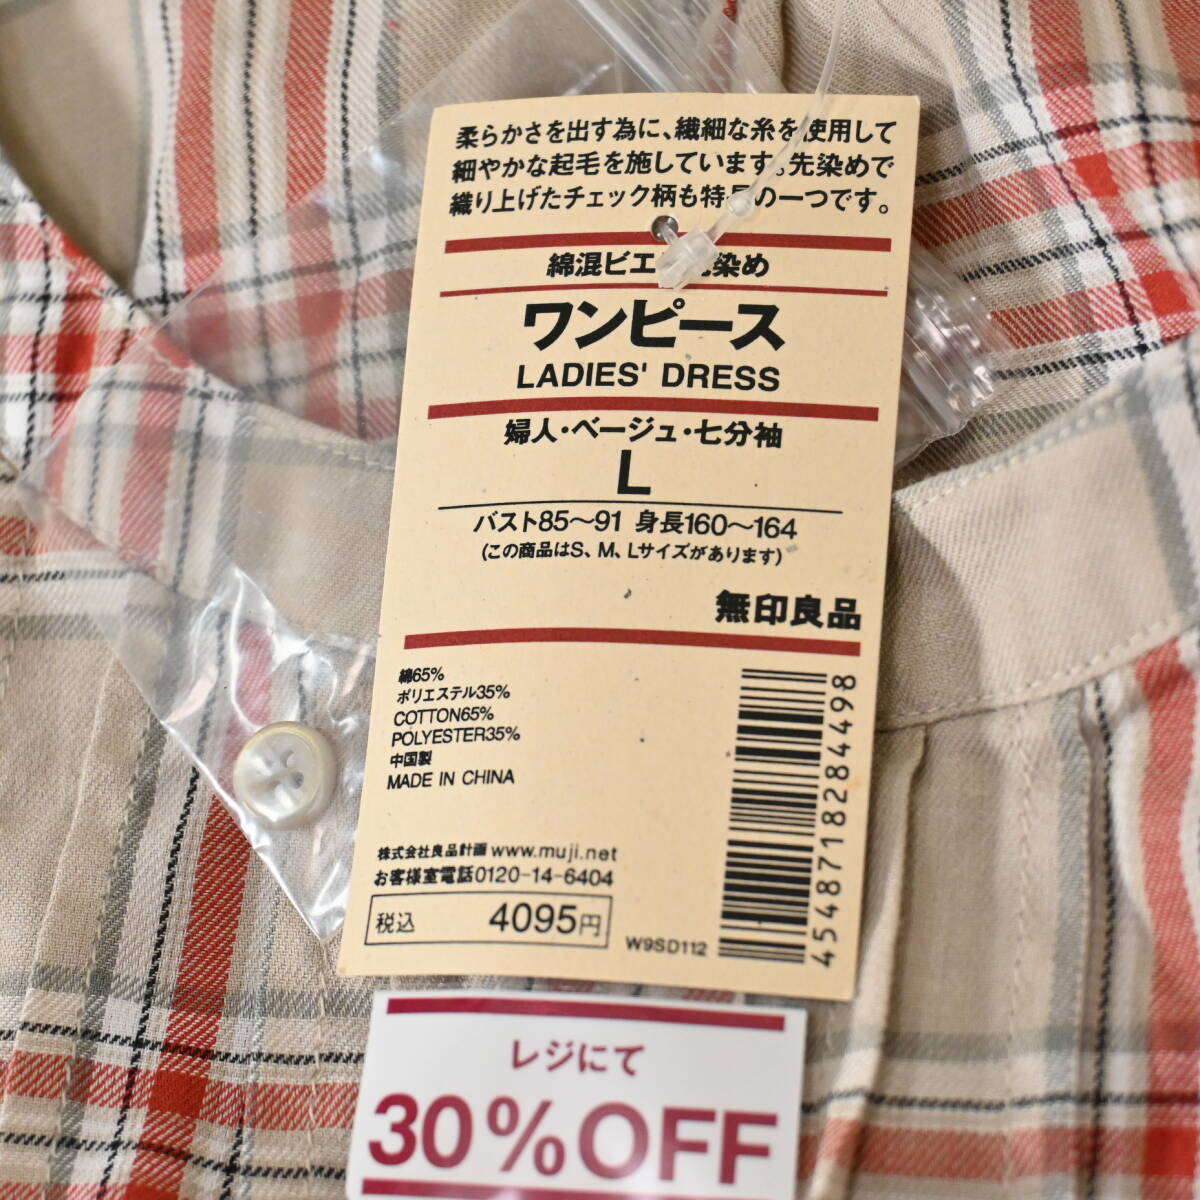 柔らかさを出す為に、繊細な糸を使用して
細やかな起毛を施しています。先染めで
織り上げたチェック柄も特長の一つです。
綿混ビエ 染め
ワンピース
LADIES' DRESS
婦人・ベージュ・七分袖
L
バスト85〜91 身長160〜164
(この商品はS、M、Lサイズがあります)
無印良品
綿65%
ポリエステル35%
COTTON65%
POLYESTER35%
中国製
MADE IN CHINA
株式会社良品計画 www.muji.net
お客様室電話0120-14-6404
税込 4095円
W9SD112
4548718284498
レジにて
30%OFF